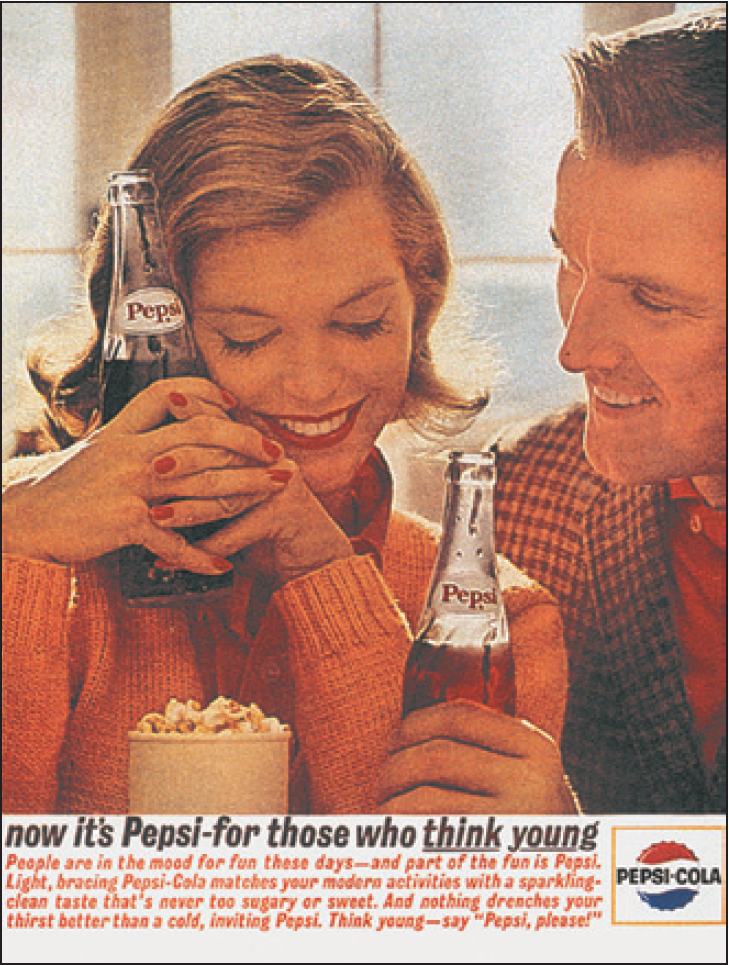 Pepsi
Pepsi
now it's Pepsi-for those who think young
People are in the mood for fun these days—and part of the fun is Pepsi.
Light, bracing Pepsi-Cola matches your modern activities with a sparkling-
clean taste that's never too sugary or sweet. And nothing drenches your
thirst better than a cold, inviting Pepsi. Think young—say "Pepsi, please!"
PEPSI-COLA